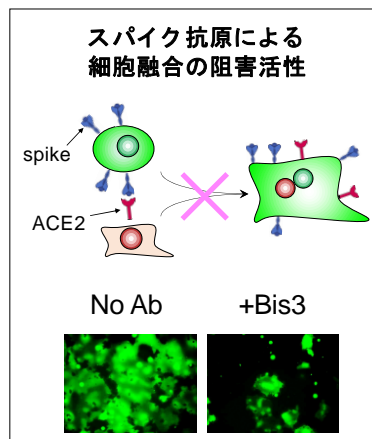 スパイク抗原による
細胞融合の阻害活性
spike
ACE2
No Ab
+Bis3